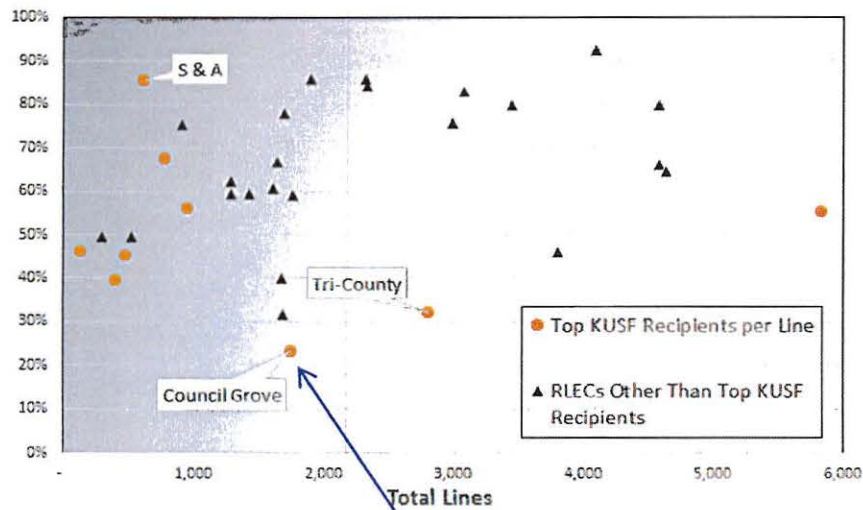 100%
90%
80%
70%
60%
50%
40%
30%
20%
10%
0%
S & A
Tri-County
Council Grove
Top KUSF Recipients per Line
RLECs Other Than Top KUSF
Recipients
-
1,000
2,000
3,000
4,000
5,000
6,000
Total Lines